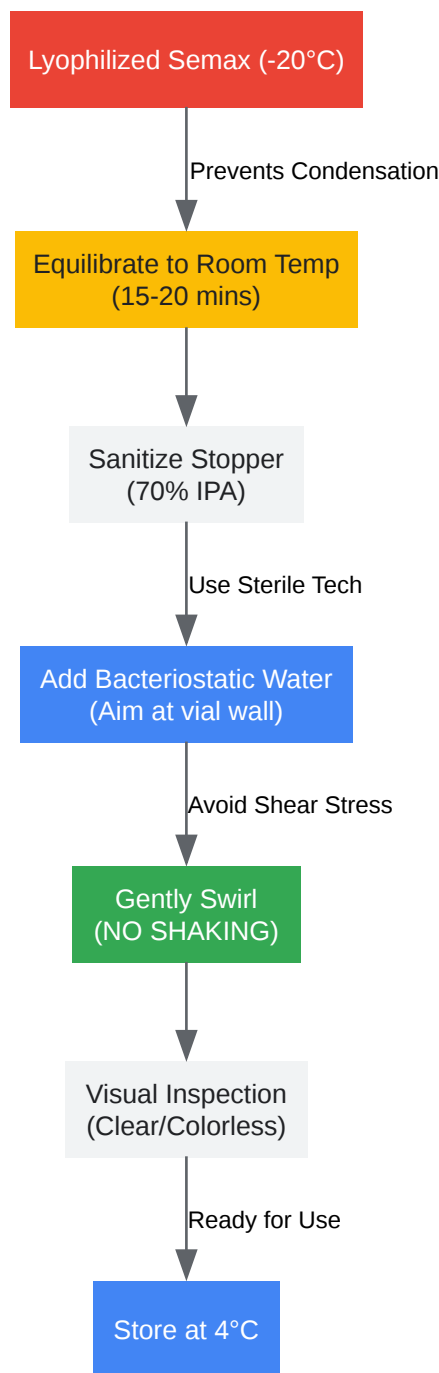 Lyophilized Semax (-20°C)
Prevents Condensation
Equilibrate to Room Temp
(15-20 mins)
Sanitize Stopper
(70% IPA)
Use Sterile Tech
Add Bacteriostatic Water
(Aim at vial wall)
Avoid Shear Stress
Gently Swirl
(NO SHAKING)
Visual Inspection
(Clear/Colorless)
Ready for Use
Store at 4°C